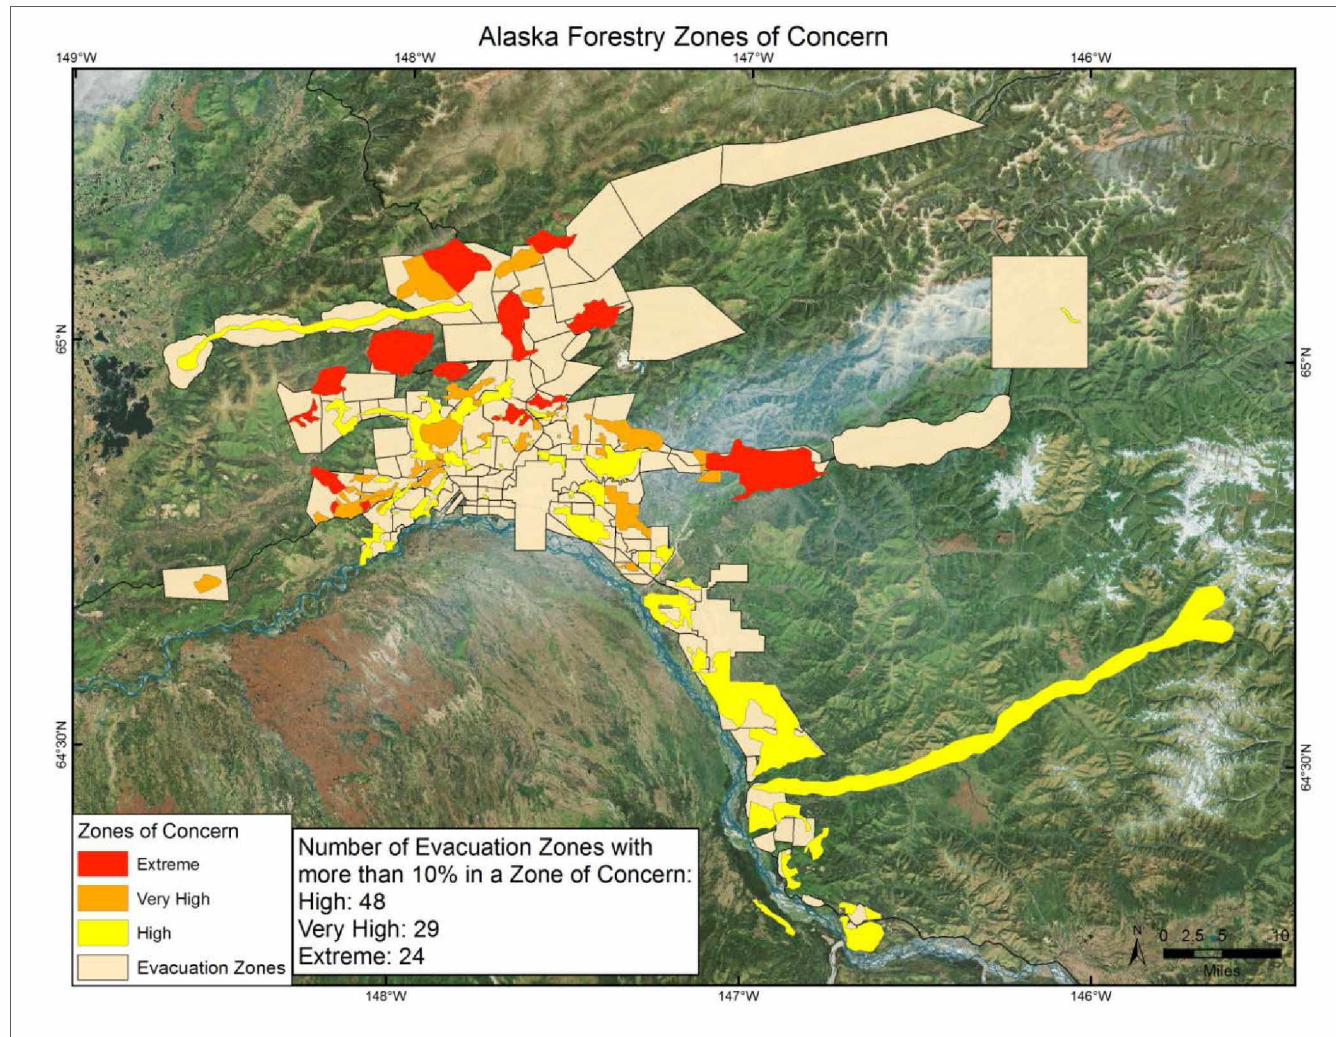 Alaska Forestry Zones of Concern
149°W
148°W
147°W
146°W
65°N
65°N
64°30'N
64°30'N
Zones of Concern
Extreme
Very High
High
Evacuation Zones
Number of Evacuation Zones with
more than 10% in a Zone of Concern:
High: 48
Very High: 29
Extreme: 24
N
0 2.5 5 10
Miles
148°W
147°W
146°W